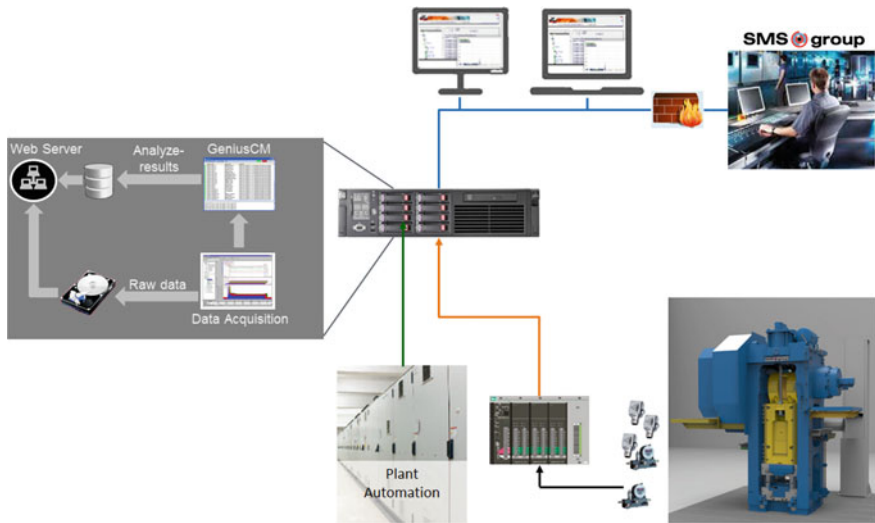 SMS group
Web Server
Analyze-
results
GeniusCM
Raw data
Data Acquisition
Plant
Automation